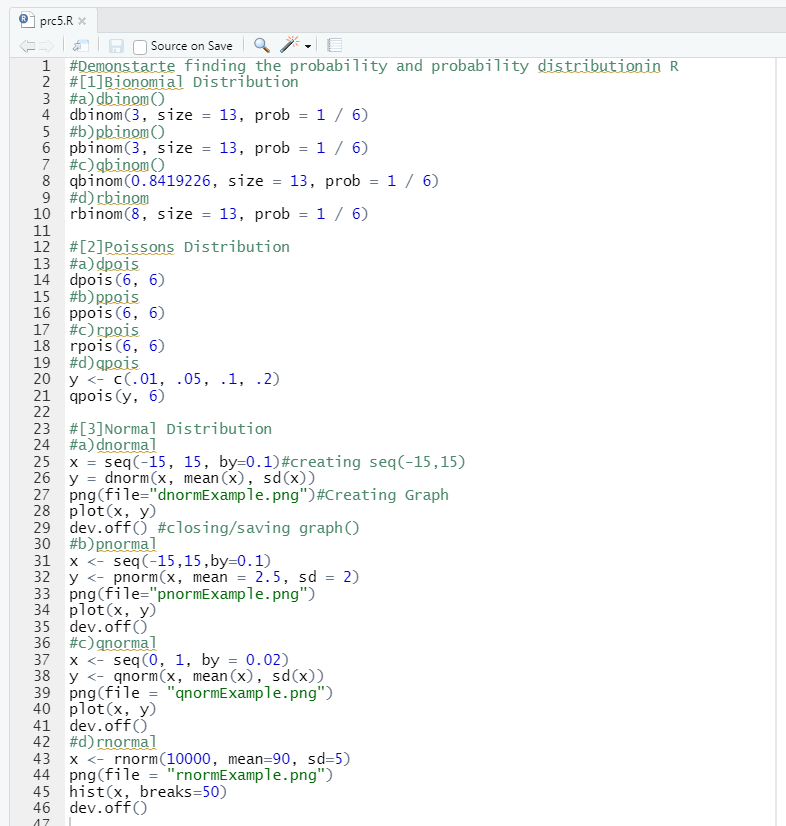 prc5.R
Source on Save
1 #Demonstarte finding the probability and probability distributionin R
2 #[1]Bionomial Distribution
3 #a)dbinom()
4 dbinom(3, size = 13, prob = 1 / 6)
5 #b)pbinom()
6 pbinom(3, size = 13, prob = 1 / 6)
7 #c)qbinom()
8 qbinom(0.8419226, size = 13, prob = 1 / 6)
9 #d)rbinom
10 rbinom(8, size = 13, prob = 1 / 6)
11
12 #[2]Poissons Distribution
13 #a)dpois
14 dpois(6, 6)
15 #b)ppois
16 ppois(6, 6)
17 #c)rpois
18 rpois(6, 6)
19 #d)qpois
20 y <- c(.01, .05, .1, .2)
21 qpois(y, 6)
22
23 #[3]Normal Distribution
24 #a)dnormal
25 x = seq(-15, 15, by=0.1)#creating seq(-15,15)
26 y = dnorm(x, mean(x), sd(x))
27 png(file="dnormExample.png")#Creating Graph
28 plot(x, y)
29 dev.off() #closing/saving graph()
30 #b)pnormal
31 x <- seq(-15,15,by=0.1)
32 y <- pnorm(x, mean = 2.5, sd = 2)
33 png(file="pnormExample.png")
34 plot(x, y)
35 dev.off()
36 #c)qnormal
37 x <- seq(0, 1, by = 0.02)
38 y <- qnorm(x, mean(x), sd(x))
39 png(file = "qnormExample.png")
40 plot(x, y)
41 dev.off()
42 #d)rnormal
43 x <- rnorm(10000, mean=90, sd=5)
44 png(file = "rnormExample.png")
45 hist(x, breaks=50)
46 dev.off()
47